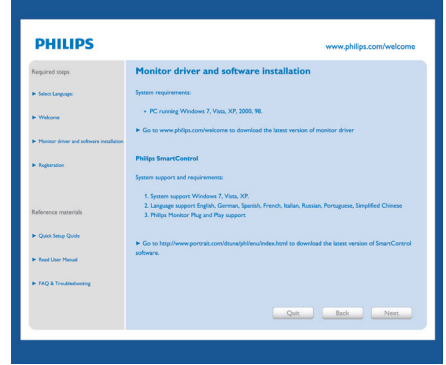 PHILIPS
www.philips.com/welcome
Required steps
▶ Select Language
▶ Welcome
▶ Monitor driver and software installation
▶ Registration
Reference materials
▶ Quick Setup Guide
▶ Read User Manual
▶ FAQ & Troubleshooting
Monitor driver and software installation
System requirements:
• PC running Windows 7, Vista, XP, 2000, 98.
▶ Go to www.philips.com/welcome to download the latest version of monitor driver
Philips SmartControl
System support and requirements:
1. System support Windows 7, Vista, XP.
2. Language support English, German, Spanish, French, Italian, Russian, Portuguese, Simplified Chinese
3. Philips Monitor Plug and Play support
▶ Go to http://www.portrait.com/dtune/phl/enu/index.html to download the latest version of SmartControl
software.
Quit
Back
Next